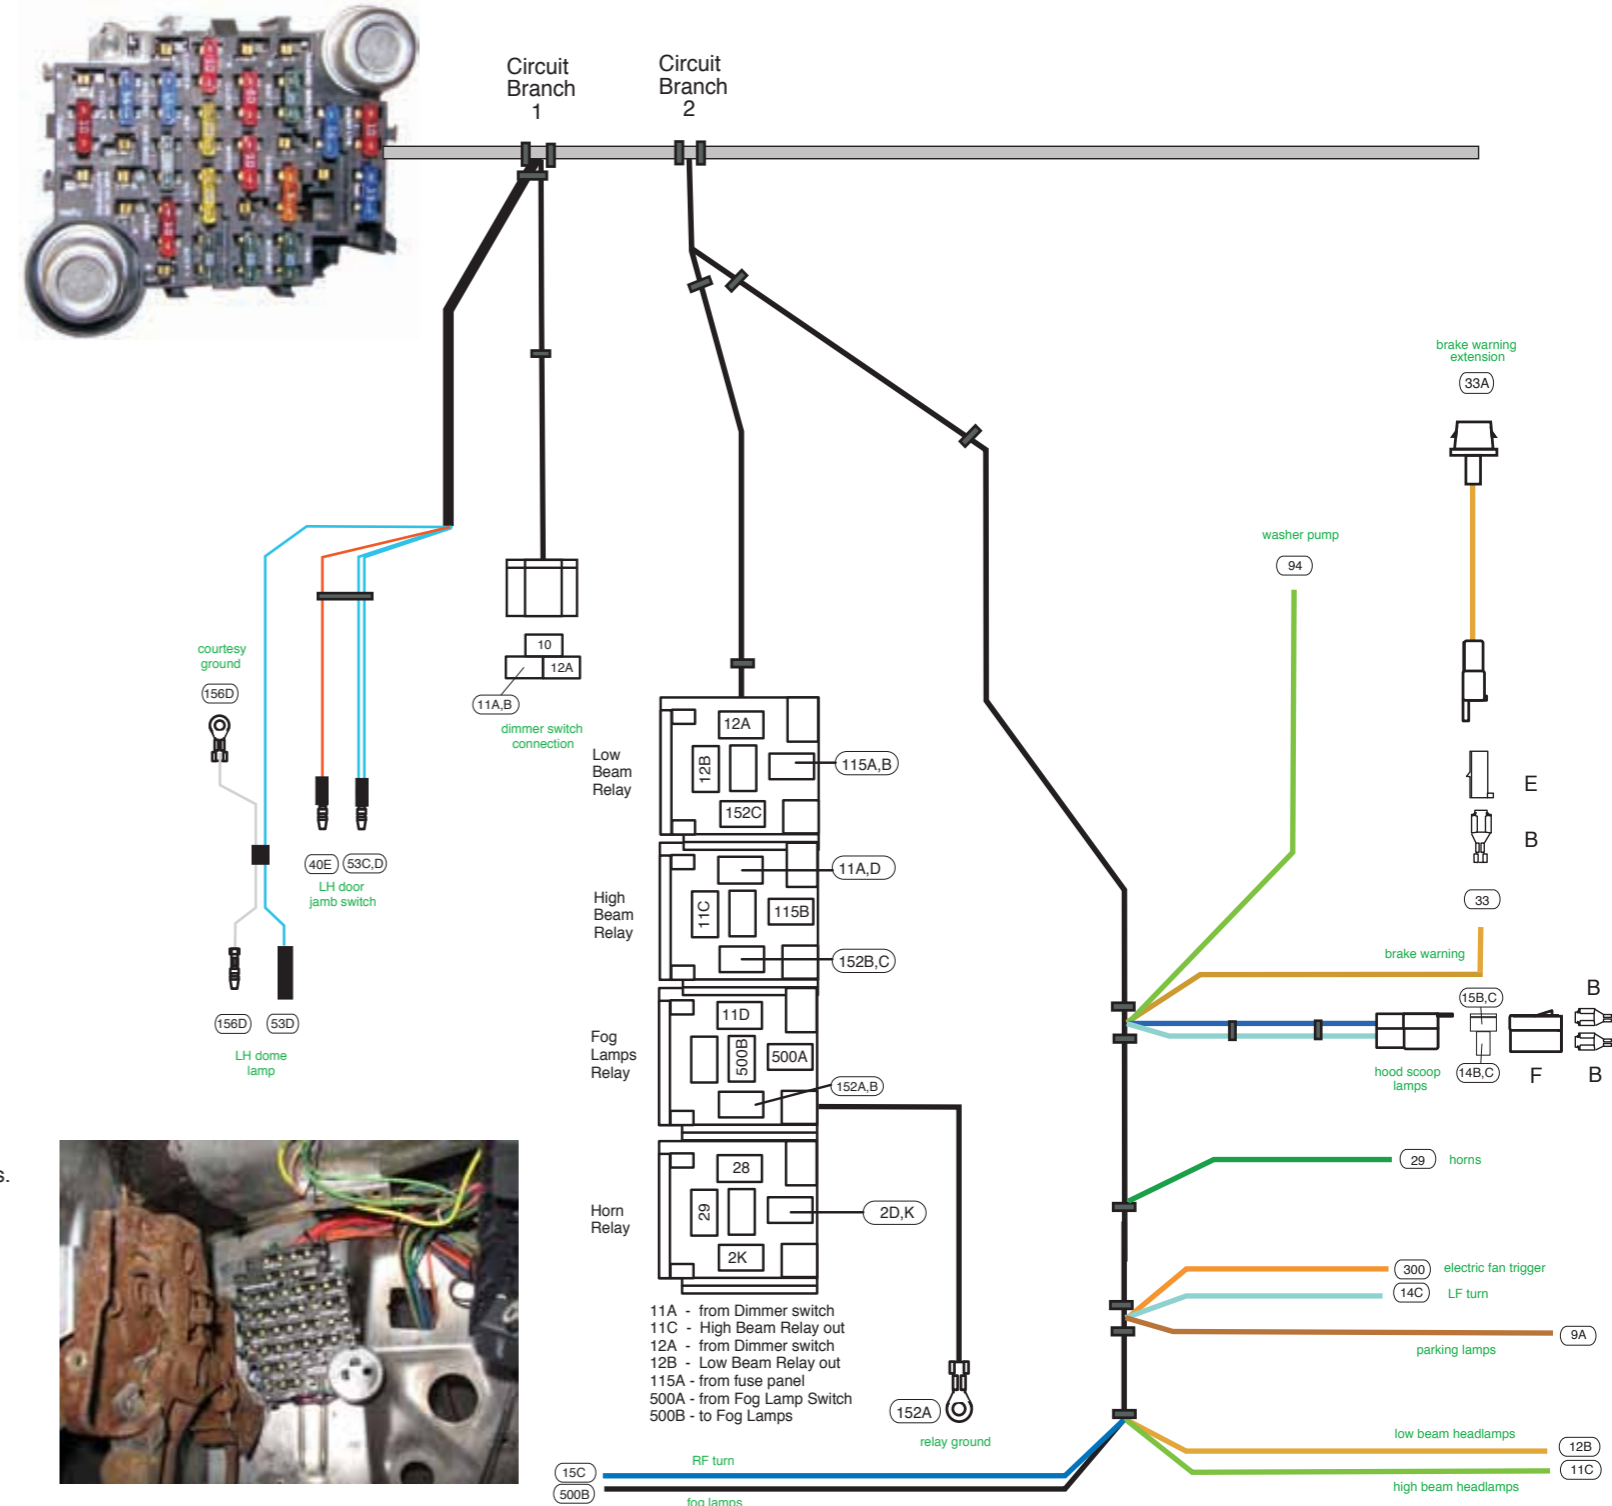 Circuit
Branch
1
Circuit
Branch
2
brake warning
extension
33A
washer pump
94
courtesy
ground
156D
10
12A
11A,B
dimmer switch
connection
40E
53C,D
LH door
jamb switch
156D
53D
LH dome
lamp
Low
Beam
Relay
12A
12B
115A,B
152C
High
Beam
Relay
11A,D
11C
115B
152B,C
Fog
Lamps
Relay
11D
500B
500A
152A,B
Horn
Relay
28
29
2D,K
2K
E
B
33
brake warning
15B,C
14B,C
hood scoop
lamps
F
B
B
29
horns
300
electric fan trigger
14C
LF turn
9A
parking lamps
s.
11A - from Dimmer switch
11C - High Beam Relay out
12A - from Dimmer switch
12B - Low Beam Relay out
115A - from fuse panel
500A - from Fog Lamp Switch
500B - to Fog Lamps
152A
relay ground
low beam headlamps
12B
11C
high beam headlamps
RF turn
15C
500B
fog lamps